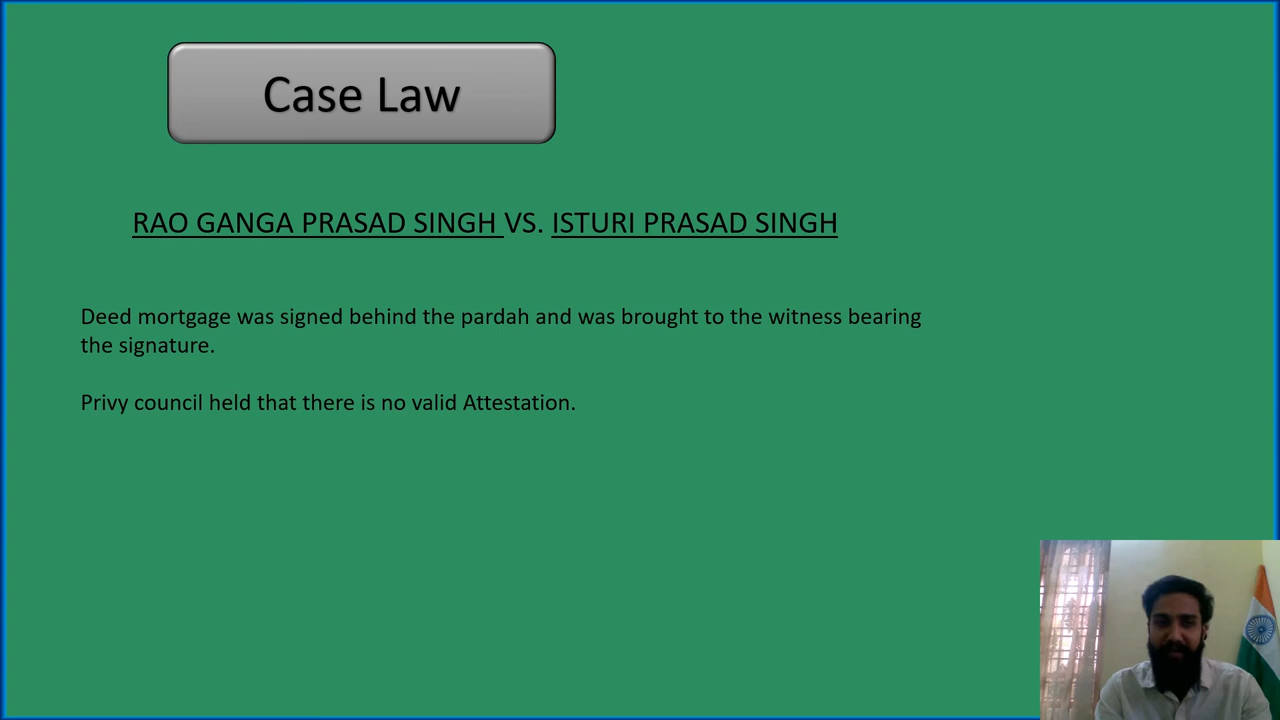 Case Law
RAO GANGA PRASAD SINGH VS. ISTURI PRASAD SINGH
Deed mortgage was signed behind the pardah and was brought to the witness bearing
the signature.
Privy council held that there is no valid Attestation.